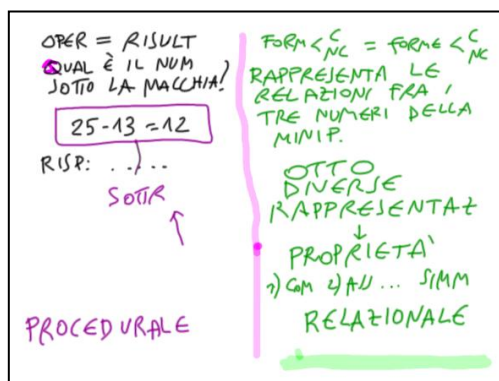 OPER = RISULT
QUAL È IL NUM
SOTTO LA MACCHIA?
25-13=12
RISP: .....
SOTTR
PROCEDURALE
FORM < C NC = FORME < C NC
RAPPRESENTA LE
RELAZIONI FRA I
TRE NUMERI DELLA
MINIP.
OTTO
DIVERSE
RAPPRESENTAZ
↓
PROPRIETÀ
1) COM 2) ASS ... SIMM
RELAZIONALE